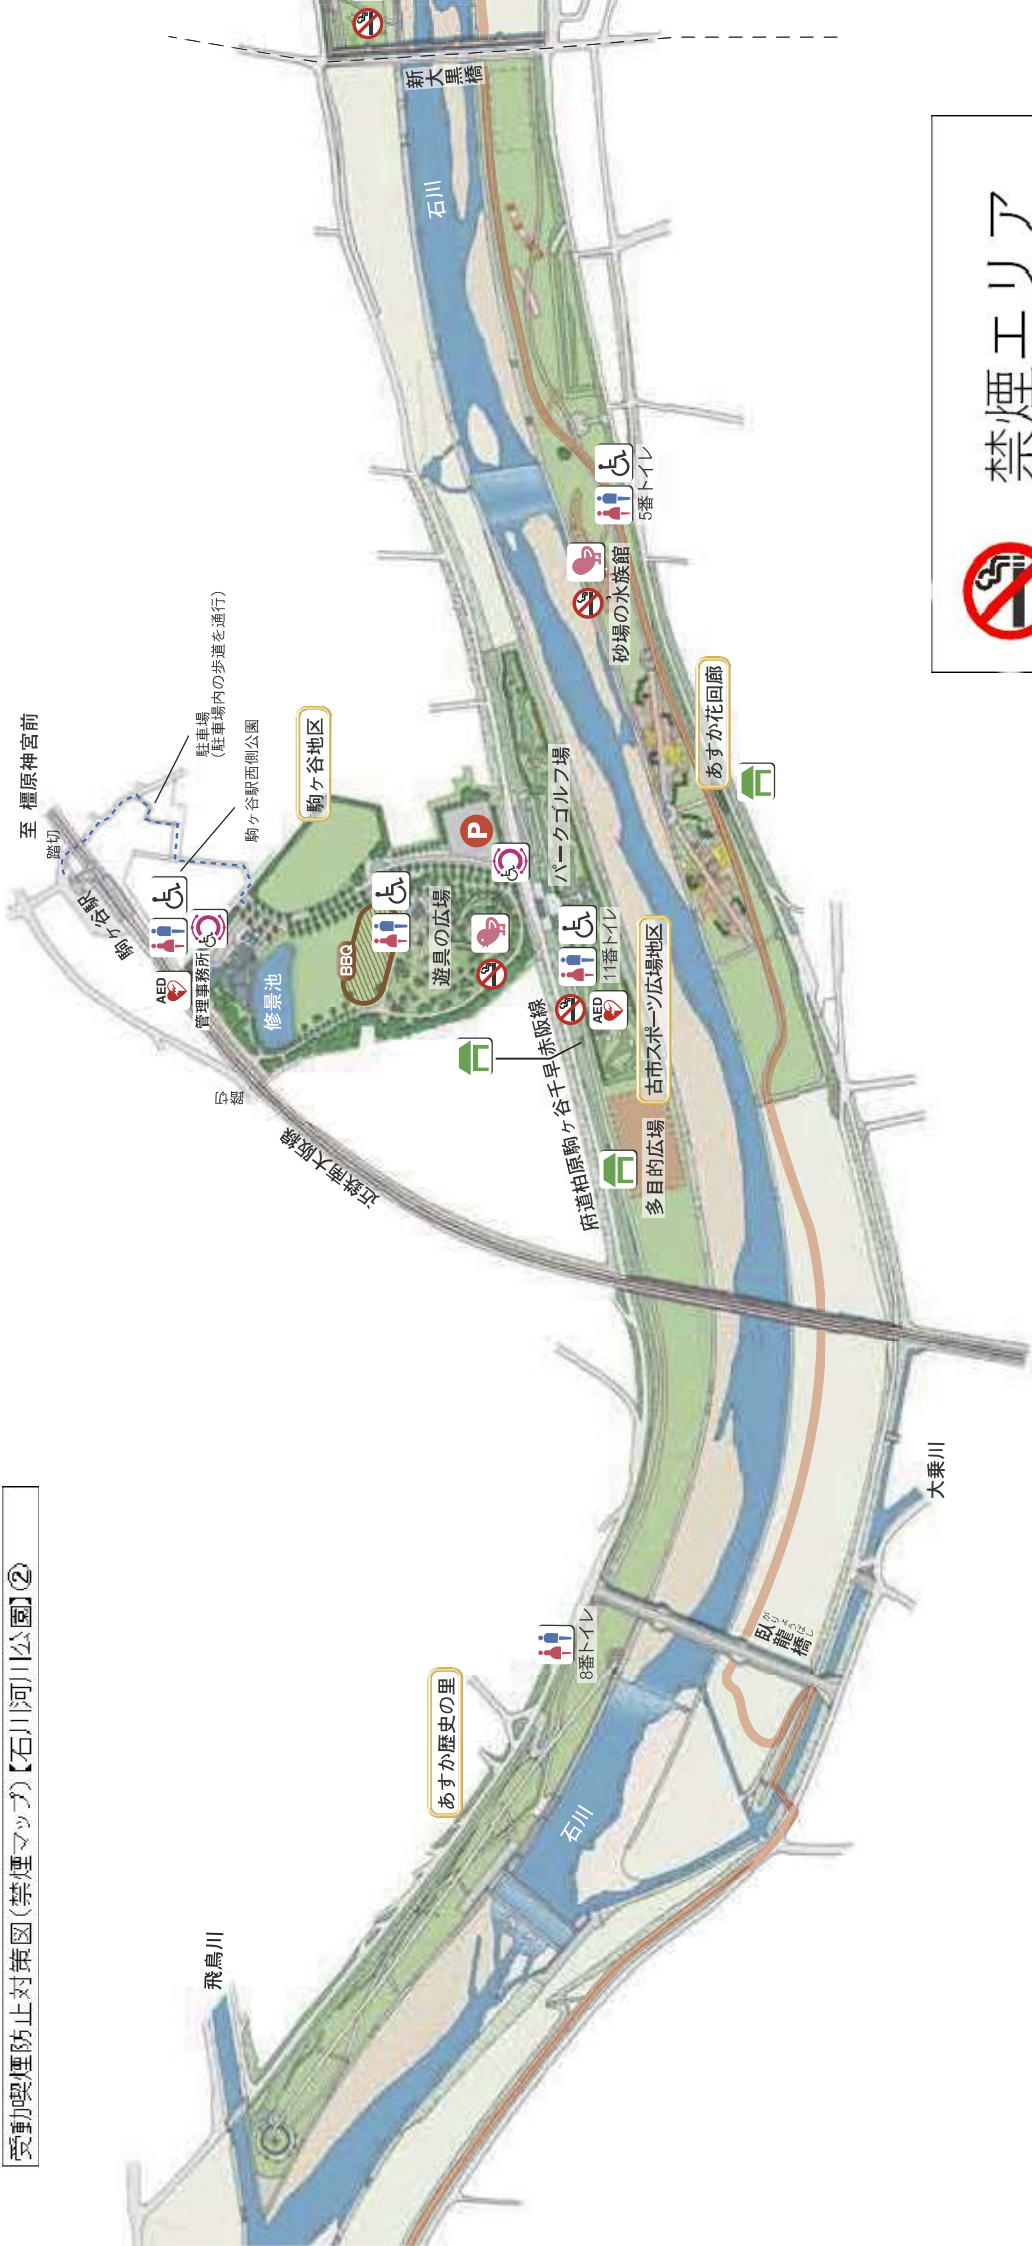 受動喫煙防止対策図(禁煙マップ)【石川河川公園】②
飛鳥川
あすか歴史の里
8番トイレ
石川
臥龍橋
がりょうばし
大乗川
近鉄南大阪線
踏切
府道柏原駒ヶ谷千早赤阪線
多目的広場
古市スポーツ広場地区
11番トイレ
AED
パークゴルフ場
遊具の広場
P
BBQ
修景池
管理事務所
AED
駒ヶ谷駅
踏切
至 橿原神宮前
駐車場
(駐車場内の歩道を通行)
駒ヶ谷駅西側公園
駒ヶ谷地区
あすか花回廊
砂場の水族館
5番トイレ
石川
新大黒橋
禁煙エリア